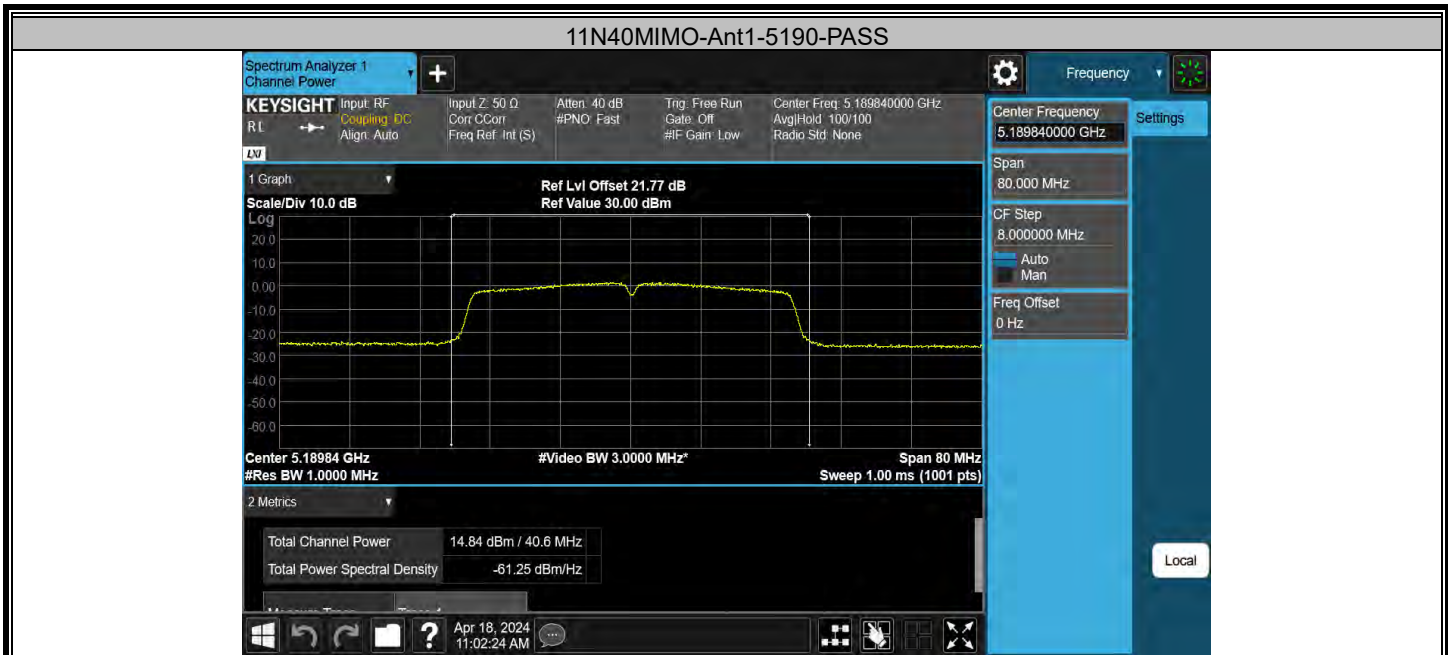 11N40MIMO-Ant1-5190-PASS
Spectrum Analyzer 1
Channel Power
+
Frequency
KEYSIGHT
RL
LXI
Input: RF
Coupling: DC
Align: Auto
Input Z: 50 Ω
Corr CCorr
Freq Ref: Int (S)
Atten: 40 dB
#PNO: Fast
Trig: Free Run
Gate: Off
#IF Gain: Low
Center Freq: 5.189840000 GHz
Avg|Hold: 100/100
Radio Std: None
Center Frequency
5.189840000 GHz
Settings
Span
80.000 MHz
CF Step
8.000000 MHz
Auto
Man
Freq Offset
0 Hz
1 Graph
Scale/Div 10.0 dB
Ref Lvl Offset 21.77 dB
Ref Value 30.00 dBm
Log
20.0
10.0
0.00
-10.0
-20.0
-30.0
-40.0
-50.0
-60.0
Center 5.18984 GHz
#Video BW 3.0000 MHz*
Span 80 MHz
#Res BW 1.0000 MHz
Sweep 1.00 ms (1001 pts)
2 Metrics
Total Channel Power 14.84 dBm / 40.6 MHz
Total Power Spectral Density -61.25 dBm/Hz
Local
?
Apr 18, 2024
11:02:24 AM